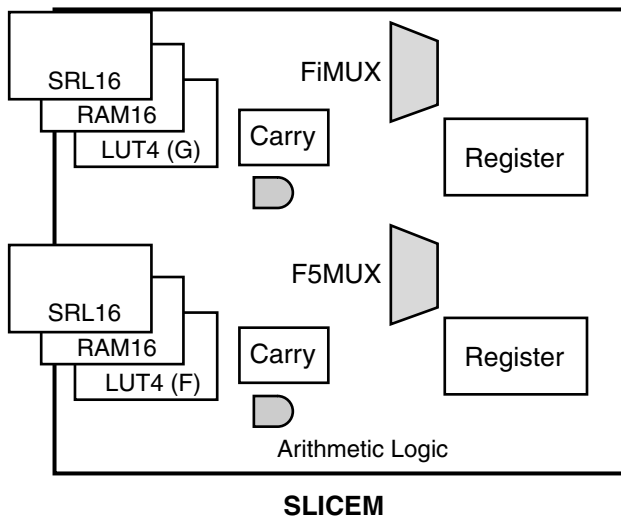 SRL16
RAM16
LUT4 (G)
Carry
FiMUX
Register
SRL16
RAM16
LUT4 (F)
Carry
F5MUX
Register
Arithmetic Logic
SLICEM